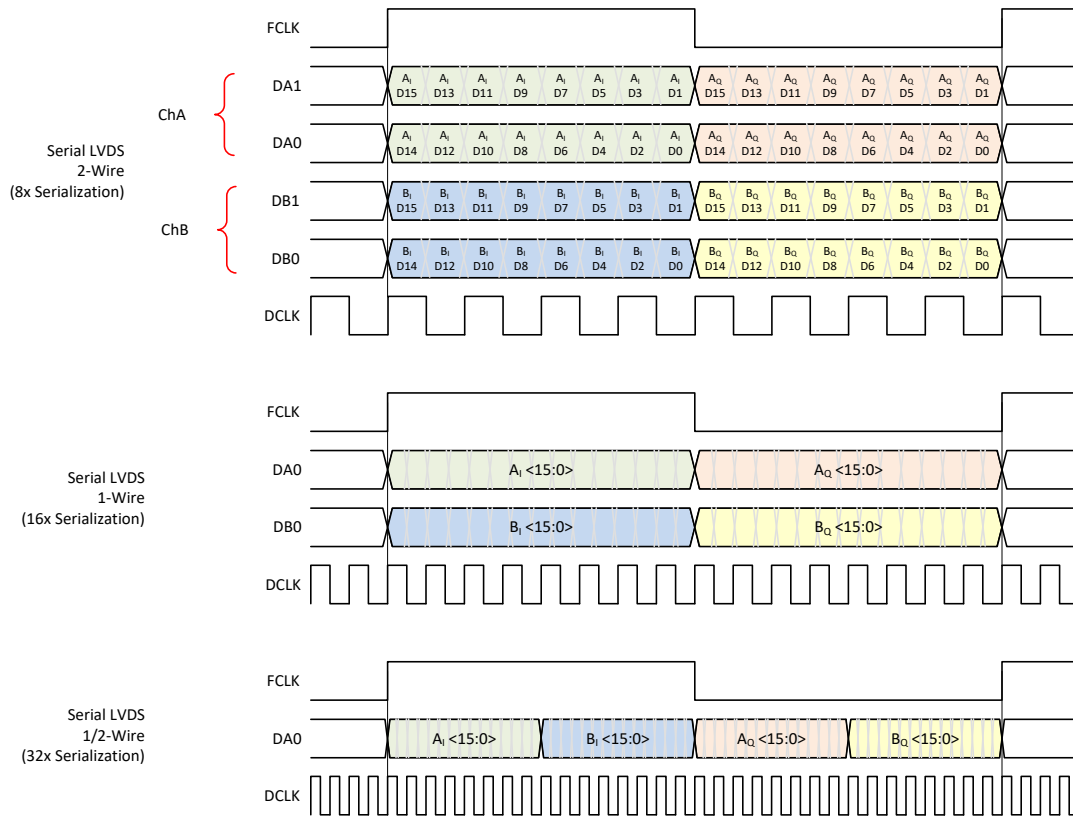 FCLK
DA1
A_I A_I A_I A_I A_I A_I A_I A_I A_Q A_Q A_Q A_Q A_Q A_Q A_Q A_Q
D15 D13 D11 D9 D7 D5 D3 D1 D15 D13 D11 D9 D7 D5 D3 D1
ChA
DA0
A_I A_I A_I A_I A_I A_I A_I A_I A_Q A_Q A_Q A_Q A_Q A_Q A_Q A_Q
D14 D12 D10 D8 D6 D4 D2 D0 D14 D12 D10 D8 D6 D4 D2 D0
Serial LVDS
2-Wire
(8x Serialization)
DB1
B_I B_I B_I B_I B_I B_I B_I B_I B_Q B_Q B_Q B_Q B_Q B_Q B_Q B_Q
D15 D13 D11 D9 D7 D5 D3 D1 D15 D13 D11 D9 D7 D5 D3 D1
ChB
DB0
B_I B_I B_I B_I B_I B_I B_I B_I B_Q B_Q B_Q B_Q B_Q B_Q B_Q B_Q
D14 D12 D10 D8 D6 D4 D2 D0 D14 D12 D10 D8 D6 D4 D2 D0
DCLK
FCLK
Serial LVDS
1-Wire
(16x Serialization)
DA0 A_I <15:0> A_Q <15:0>
DB0 B_I <15:0> B_Q <15:0>
DCLK
FCLK
Serial LVDS
1/2-Wire
(32x Serialization)
DA0 A_I <15:0> B_I <15:0> A_Q <15:0> B_Q <15:0>
DCLK